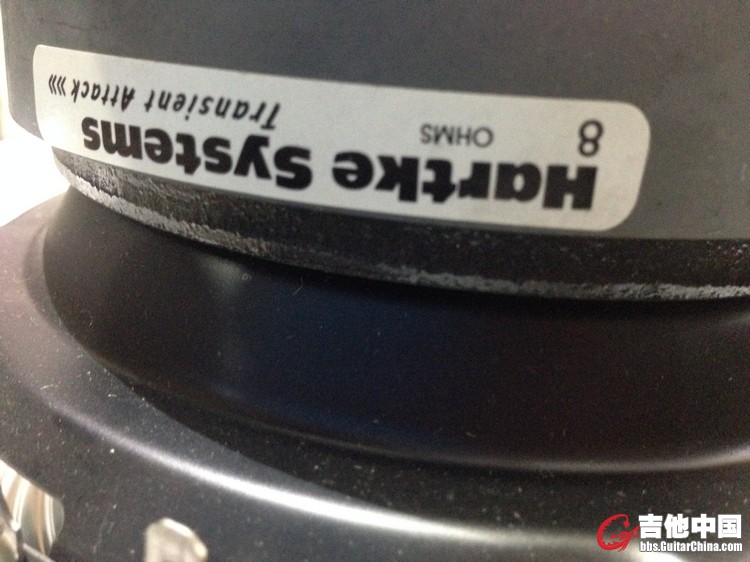 Hartke Systems
8 OHMS
Transient Attack »»
吉他中国
bbs.GuitarChina.com